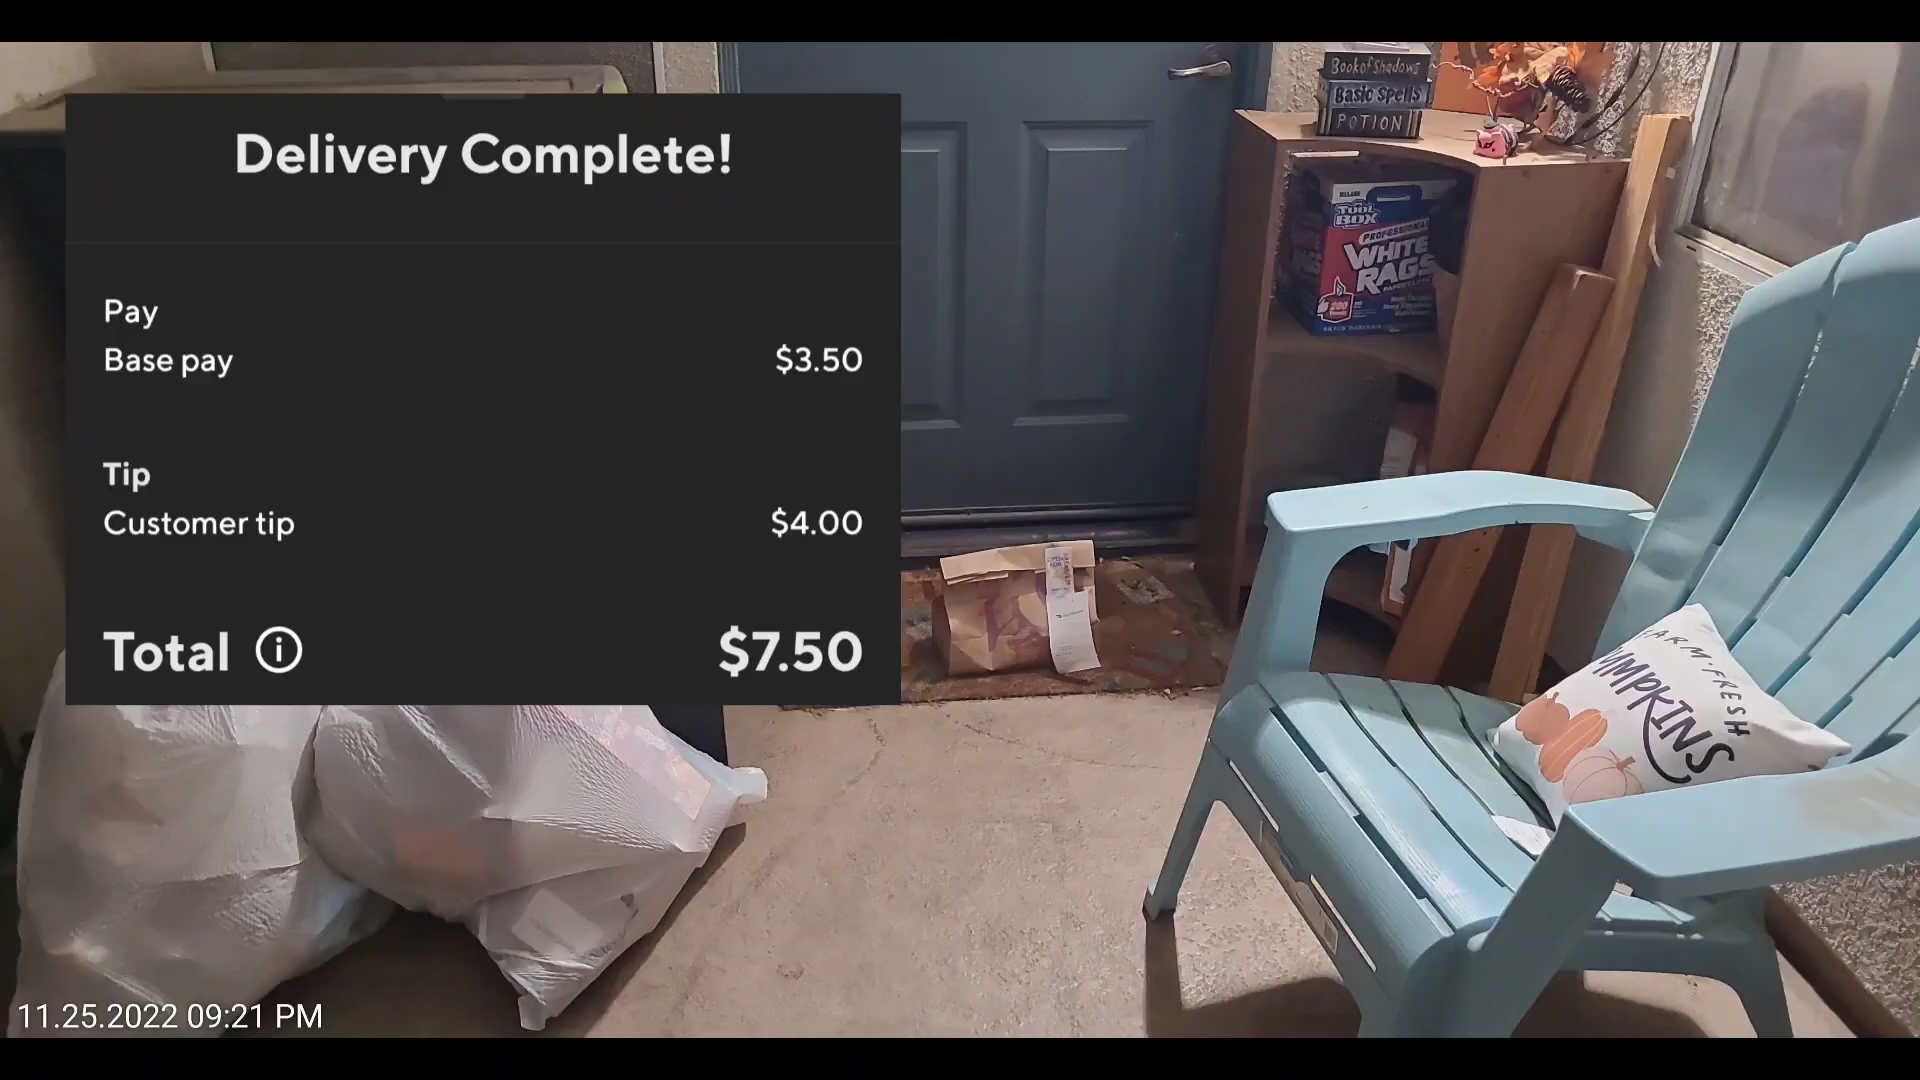 Delivery Complete!
Pay
Base pay $3.50
Tip
Customer tip $4.00
Total $7.50
Book of Shadows
Basic Spells
POTION
TOOL
BOX
PROFESSIONAL
WHITE
RAGS
200
FARM FRESH
PUMPKINS
11.25.2022 09:21 PM